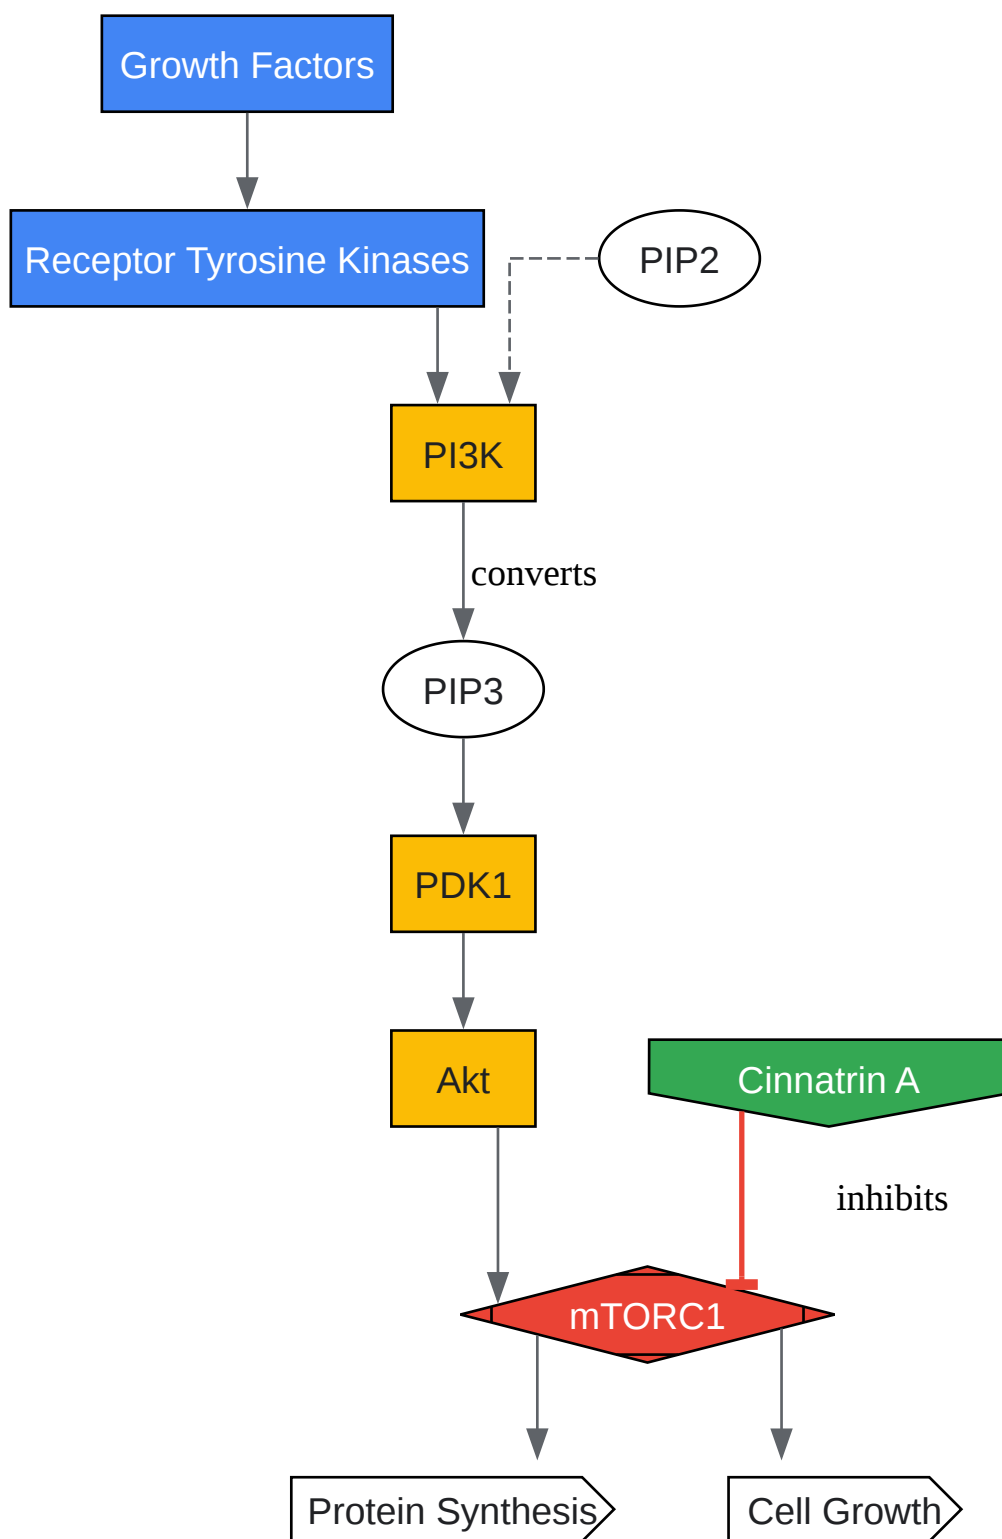 Growth Factors
Receptor Tyrosine Kinases
PIP2
PI3K
converts
PIP3
PDK1
Akt
Cinnatrin A
inhibits
mTORC1
Protein Synthesis
Cell Growth